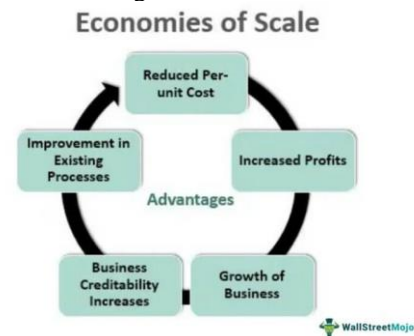 Economies of Scale
Reduced Per-
unit Cost
Improvement in
Existing
Processes
Increased Profits
Advantages
Business
Creditability
Increases
Growth of
Business
WallStreetMojo